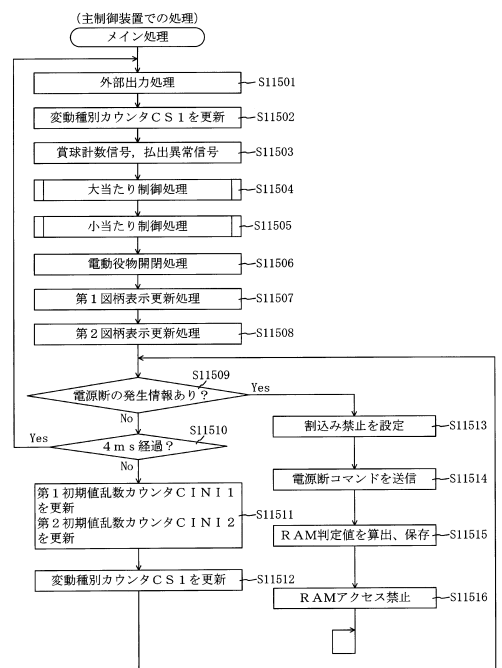 (主制御装置での処理)
メイン処理
外部出力処理
S11501
変動種別カウンタCS1を更新
S11502
賞球計数信号,払出異常信号
S11503
大当たり制御処理
S11504
小当たり制御処理
S11505
電動役物開閉処理
S11506
第1図柄表示更新処理
S11507
第2図柄表示更新処理
S11508
S11509
電源断の発生情報あり?
Yes
No
S11510
Yes
4ms経過?
No
第1初期値乱数カウンタCINI1
を更新
第2初期値乱数カウンタCINI2
を更新
S11511
変動種別カウンタCS1を更新
S11512
割込み禁止を設定
S11513
電源断コマンドを送信
S11514
RAM判定値を算出、保存
S11515
RAMアクセス禁止
S11516